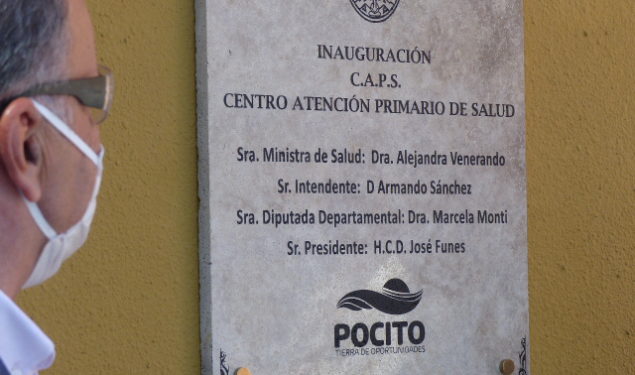 INAUGURACIÓN
C.A.P.S.
CENTRO ATENCIÓN PRIMARIO DE SALUD
Sra. Ministra de Salud: Dra. Alejandra Venerando
Sr. Intendente: D Armando Sánchez
Sra. Diputada Departamental: Dra. Marcela Monti
Sr. Presidente: H.C.D. José Funes
POCITO
TIERRA DE OPORTUNIDADES